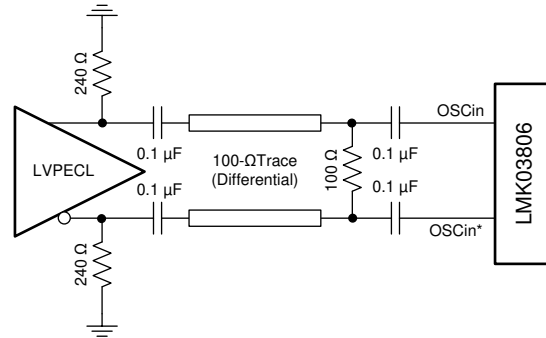 240 Ω
OSCin
0.1 µF
0.1 µF
LVPECL
100-ΩTrace
(Differential)
100 Ω
0.1 µF
0.1 µF
LMK03806
OSCin*
240 Ω